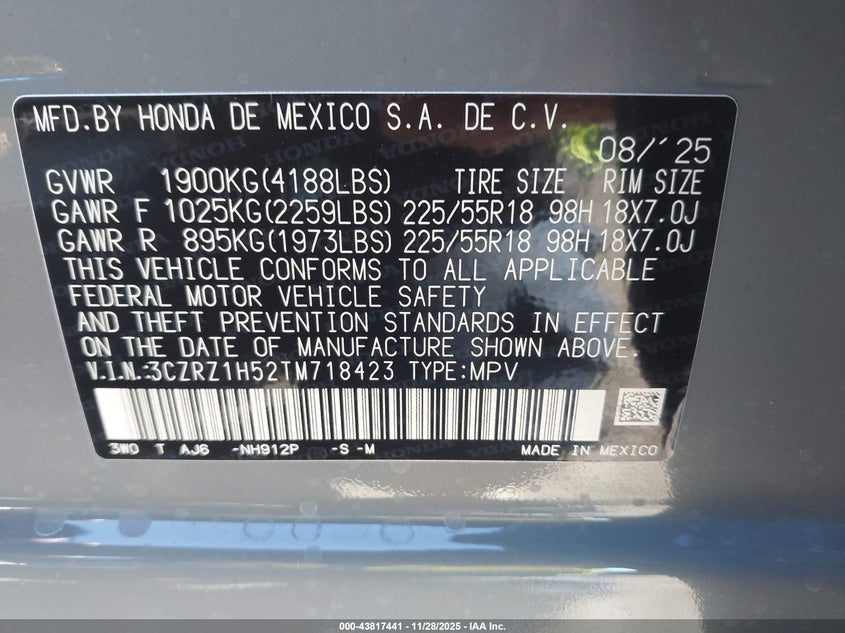 MFD.BY HONDA DE MEXICO S.A. DE C.V.
08/'25
GVWR 1900KG(4188LBS) TIRE SIZE RIM SIZE
GAWR F 1025KG(2259LBS) 225/55R18 98H 18X7.0J
GAWR R 895KG(1973LBS) 225/55R18 98H 18X7.0J
THIS VEHICLE CONFORMS TO ALL APPLICABLE
FEDERAL MOTOR VEHICLE SAFETY
AND THEFT PREVENTION STANDARDS IN EFFECT
ON THE DATE OF MANUFACTURE SHOWN ABOVE.
V.I.N.:3CZRZ1H52TM718423 TYPE:MPV
3W0 T AJ6 -NH912P -S -M MADE IN MEXICO
000-43817441 | 11/28/2025 - IAA Inc.